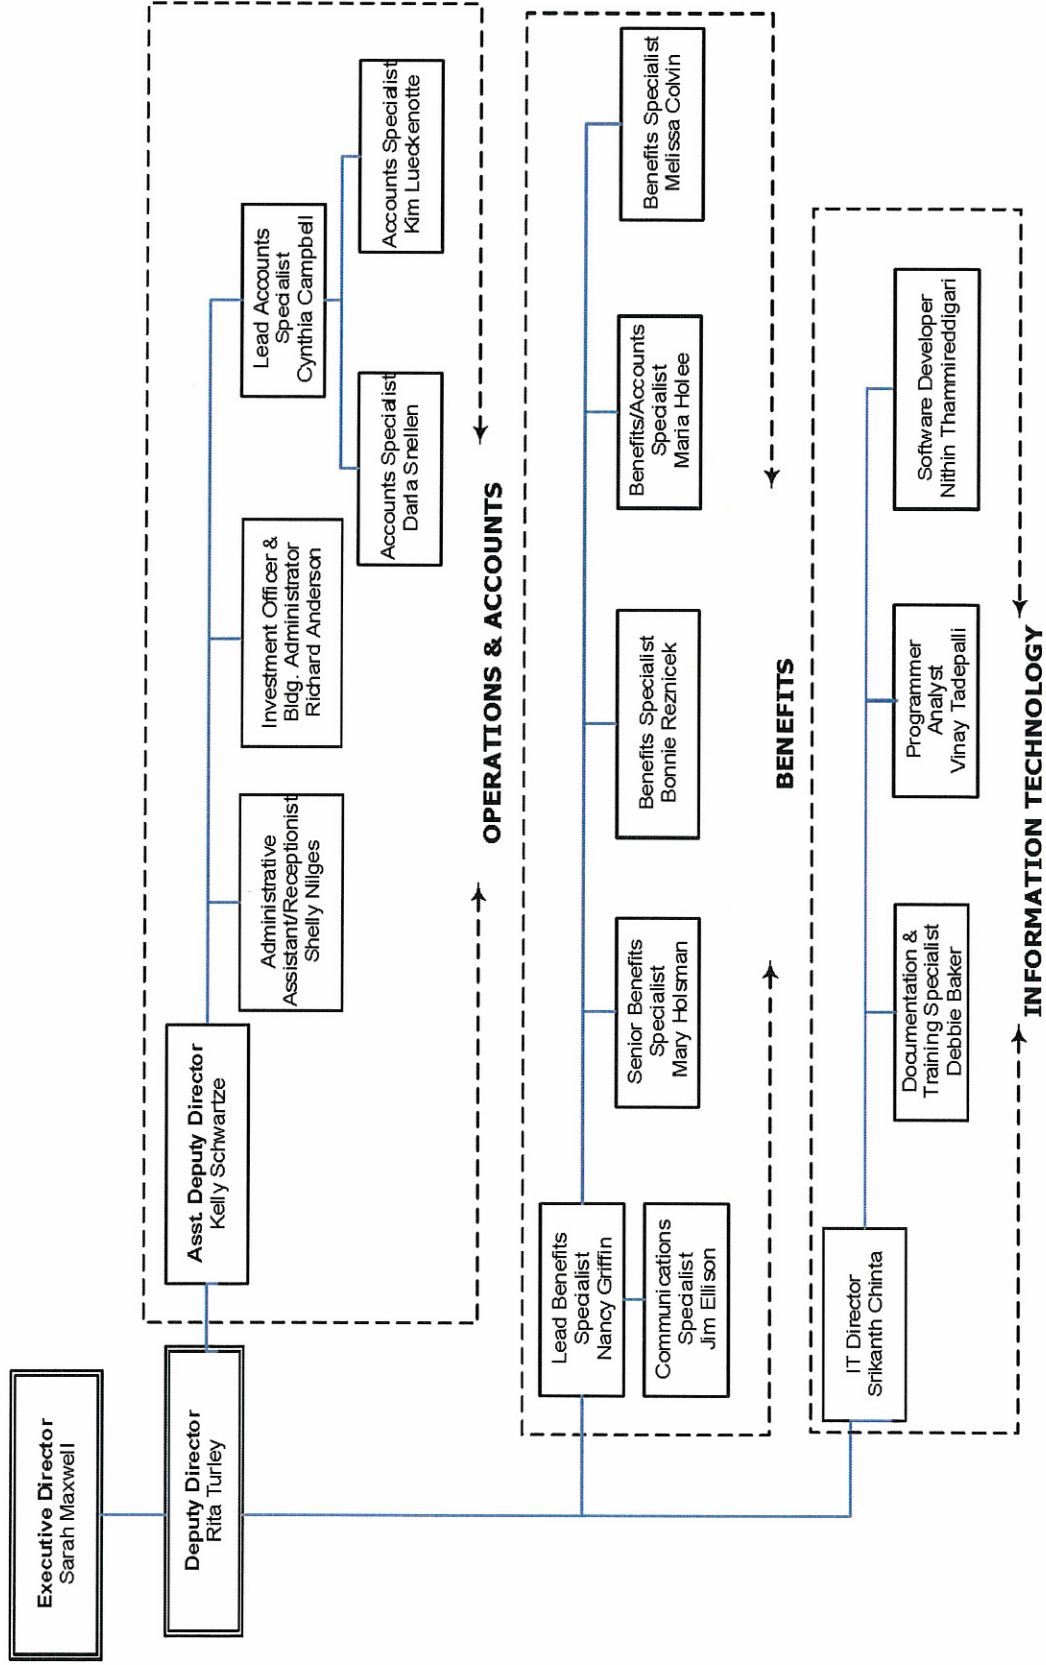 Executive Director
Sarah Maxwell
Deputy Director
Rita Turley
Asst. Deputy Director
Kelly Schwartze
Administrative
Assistant/Receptionist
Shelly Nilges
Investment Officer &
Bldg. Administrator
Richard Anderson
Lead Accounts
Specialist
Cynthia Campbell
Accounts Specialist
Darla Snellen
Accounts Specialist
Kim Lueckenotte
OPERATIONS & ACCOUNTS
Lead Benefits
Specialist
Nancy Griffin
Communications
Specialist
Jim Ellison
Senior Benefits
Specialist
Mary Holsman
Benefits Specialist
Bonnie Reznicek
Benefits/Accounts
Specialist
Maria Holee
Benefits Specialist
Melissa Colvin
BENEFITS
IT Director
Srikanth Chinta
Documentation &
Training Specialist
Debbie Baker
Programmer
Analyst
Vinay Tadepalli
Software Developer
Nithin Thammireddigari
INFORMATION TECHNOLOGY